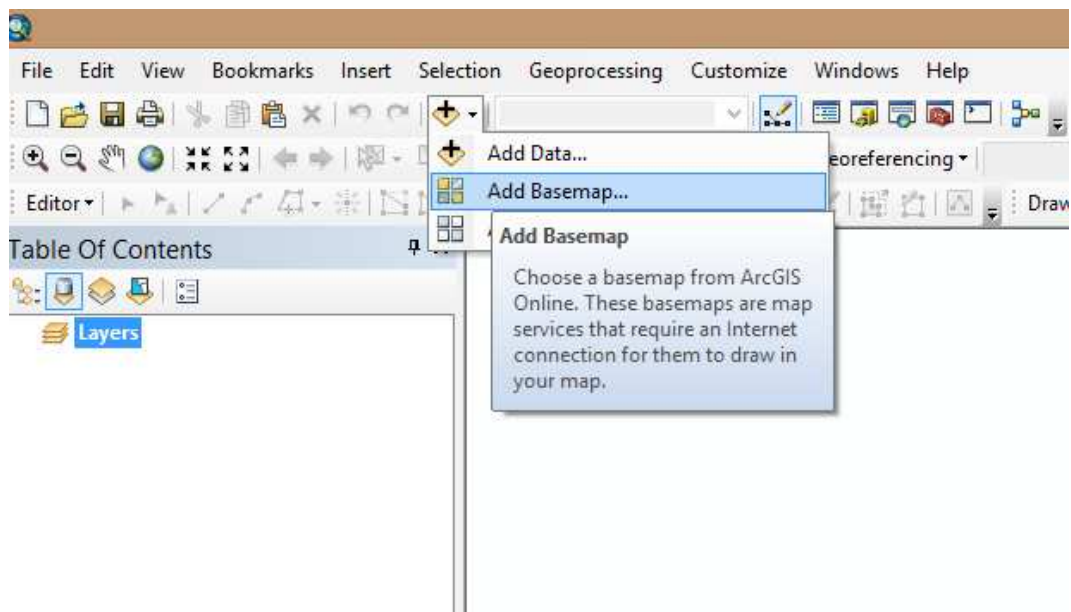 File Edit View Bookmarks Insert Selection Geoprocessing Customize Windows Help
Add Data...
eoreferencing
Add Basemap...
Editor
Draw
Add Basemap
Table Of Contents
Choose a basemap from ArcGIS
Online. These basemaps are map
services that require an Internet
connection for them to draw in
your map.
Layers